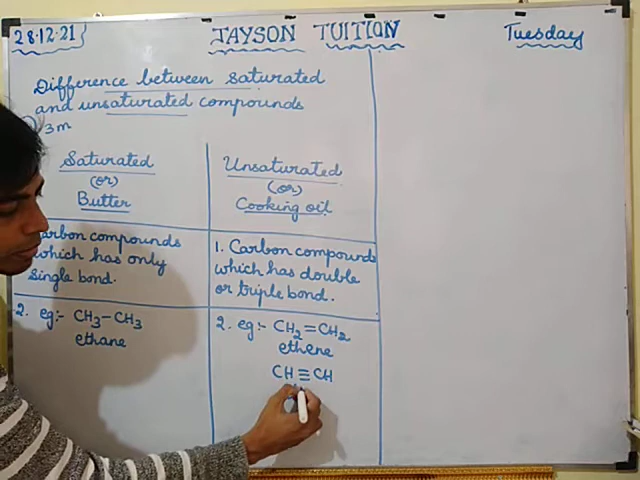 28.12.21
JAYSON TUITION
Tuesday
Difference between saturated
and unsaturated compounds
3m
Saturated
(or)
Butter
Unsaturated
(or)
Cooking oil
arbon compounds
which has only
single bond.
1. Carbon compounds
which has double
or triple bond.
2. eg:- CH₃-CH₃
ethane
2. eg:- CH₂=CH₂
ethene
CH≡CH